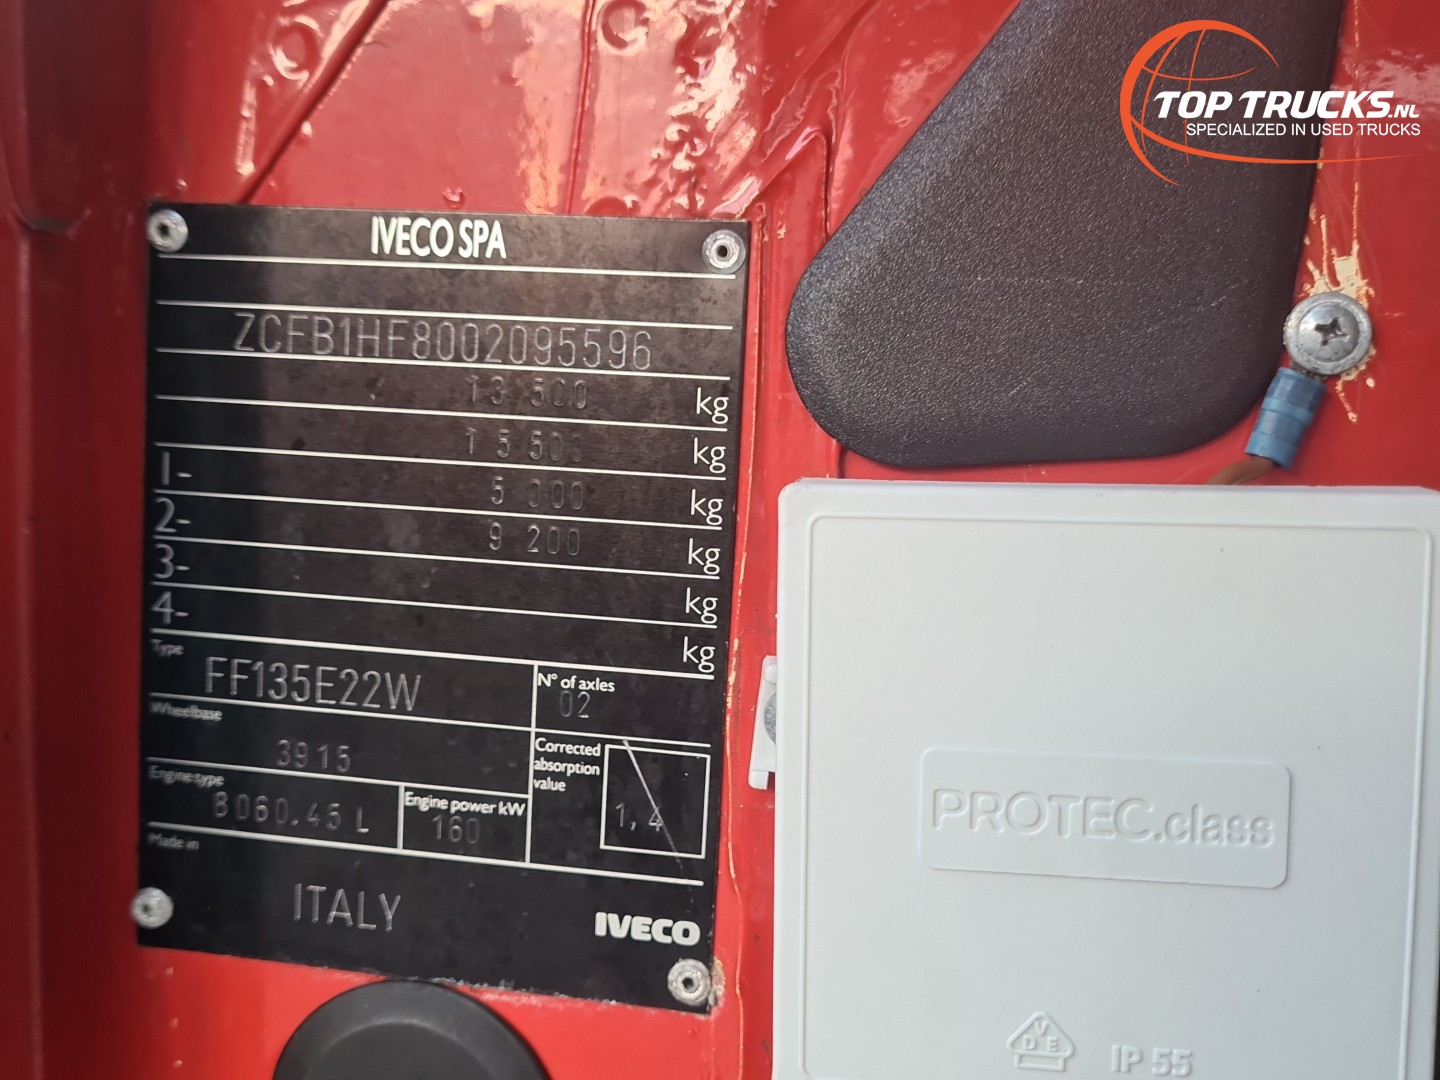 TOP TRUCKS.NL
SPECIALIZED IN USED TRUCKS
IVECO SPA
ZCFB1HF8002095596
13 500 kg
15 500 kg
1- 5 000 kg
2- 9 200 kg
3- kg
4- kg
Type
FF135E22W
N° of axles
02
Wheelbase
3915
Corrected
absorption
value
1,4
Engine type
8060.45 L
Engine power kW
160
Made in
ITALY
IVECO
PROTEC.class
VDE
IP 55